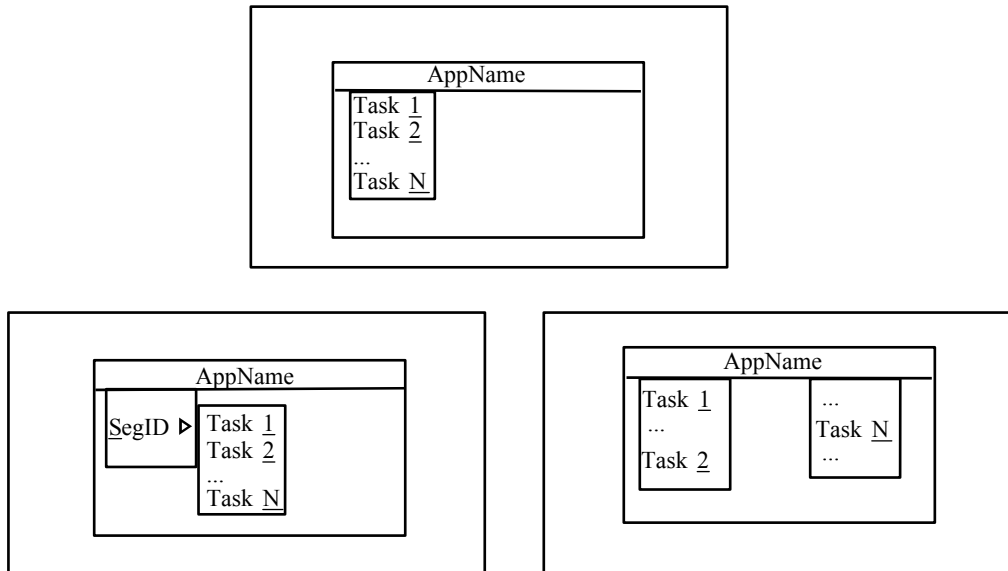 AppName
Task 1
Task 2
...
Task N
AppName
SegID
Task 1
Task 2
...
Task N
AppName
Task 1
...
Task 2
...
Task N
...